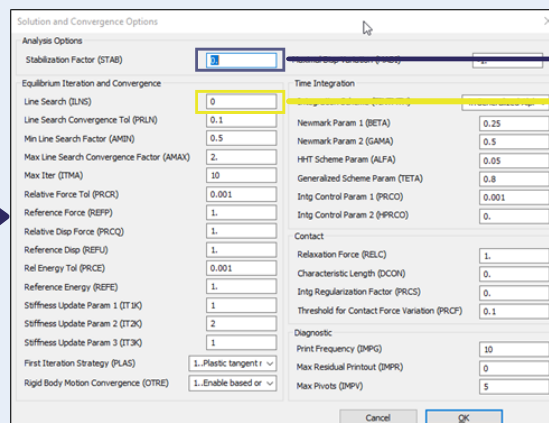 Solution and Convergence Options
Analysis Options
Stabilization Factor (STAB) 0.
Equilibrium Iteration and Convergence
Line Search (ILNS) 0
Line Search Convergence Tol (PRLN) 0.1
Min Line Search Factor (AMIN) 0.5
Max Line Search Convergence Factor (AMAX) 2.
Max Iter (ITMA) 10
Relative Force Tol (PRCR) 0.001
Reference Force (REFP) 1.
Relative Disp Force (PRCQ) 1.
Reference Disp (REFU) 1.
Rel Energy Tol (PRCE) 0.001
Reference Energy (REFE) 1.
Stiffness Update Param 1 (IT1K) 1
Stiffness Update Param 2 (IT2K) 2
Stiffness Update Param 3 (IT3K) 1
First Iteration Strategy (PLAS) 1..Plastic tangent r
Rigid Body Motion Convergence (OTRE) 1..Enable based or
Time Integration
Newmark Param 1 (BETA) 0.25
Newmark Param 2 (GAMA) 0.5
HHT Scheme Param (ALFA) 0.05
Generalized Scheme Param (TETA) 0.8
Intg Control Param 1 (PRCO) 0.001
Intg Control Param 2 (HPRCO) 0.
Contact
Relaxation Force (RELC) 1.
Characteristic Length (DCON) 0.
Intg Regularization Factor (PRCS) 0.
Threshold for Contact Force Variation (PRCF) 0.1
Diagnostic
Print Frequency (IMPG) 10
Max Residual Printout (IMPR) 0
Max Pivots (IMPV) 5
Cancel OK